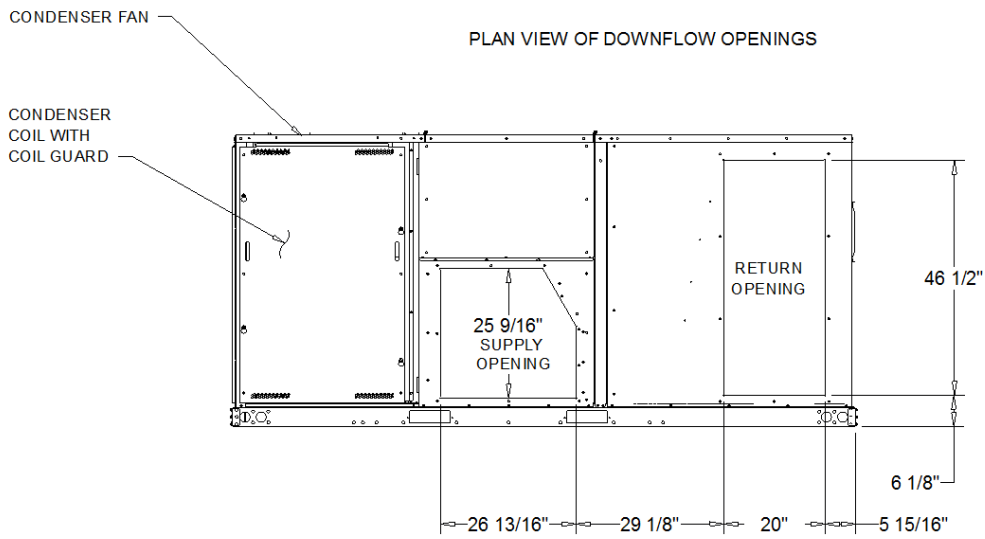 CONDENSER FAN
PLAN VIEW OF DOWNFLOW OPENINGS
CONDENSER
COIL WITH
COIL GUARD
RETURN
OPENING
46 1/2"
25 9/16"
SUPPLY
OPENING
6 1/8"
26 13/16"
29 1/8"
20"
5 15/16"